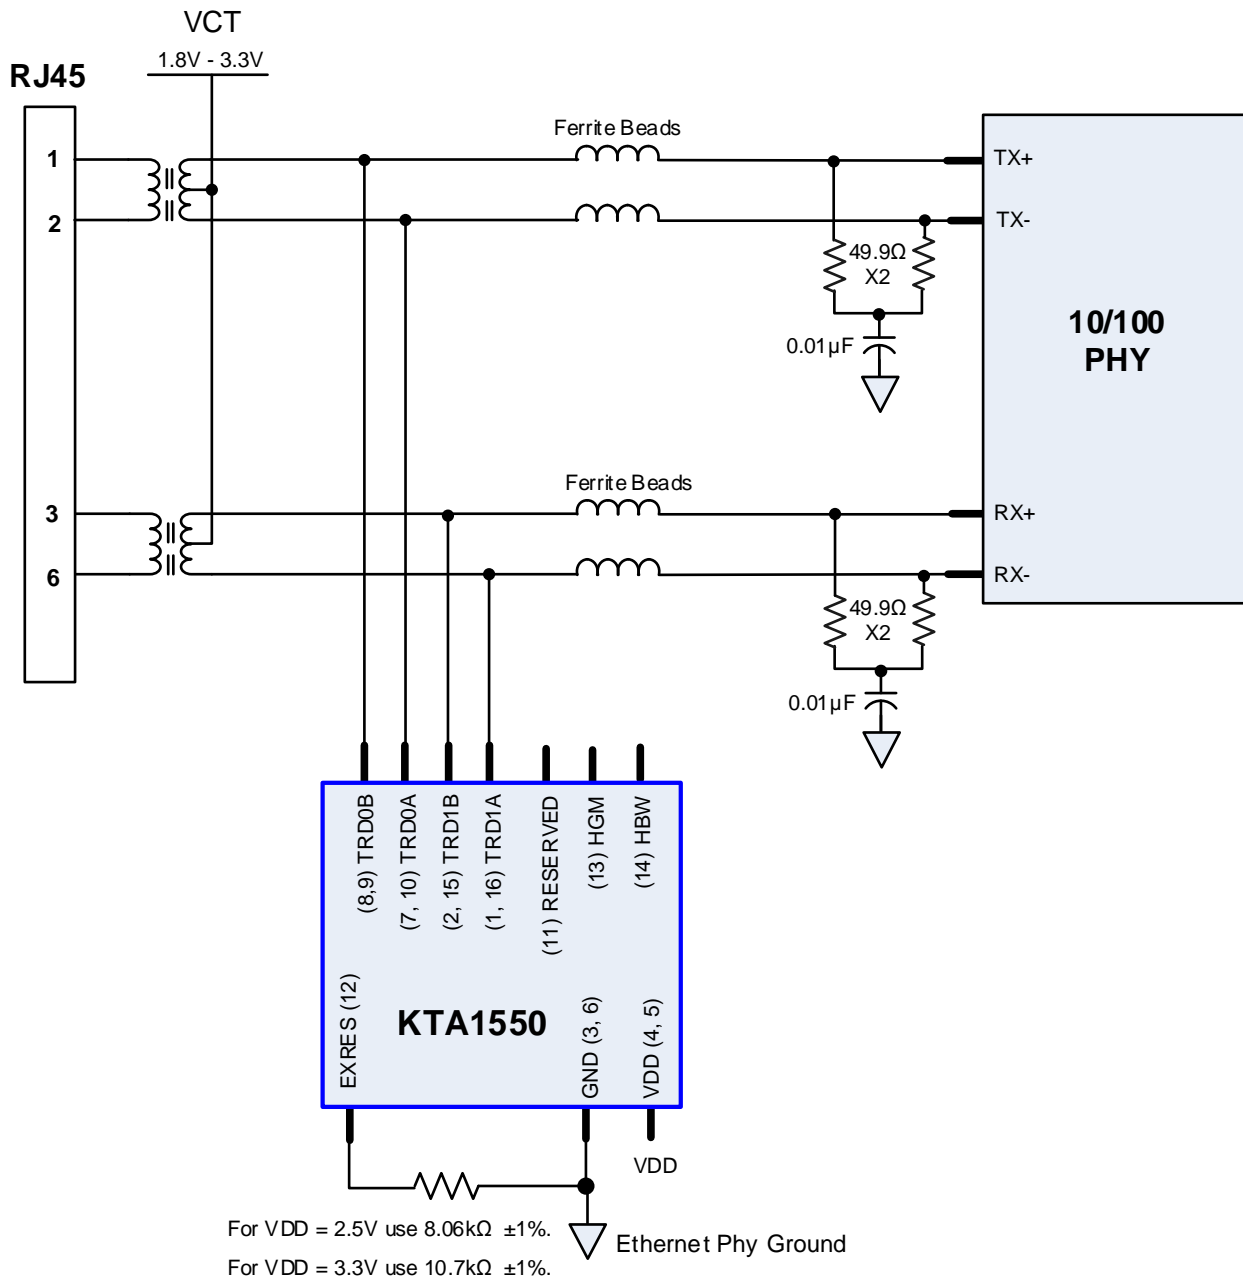 VCT
1.8V - 3.3V
RJ45
Ferrite Beads
1
TX+
2
TX-
49.9Ω
X2
10/100
PHY
0.01µF
Ferrite Beads
3
RX+
6
RX-
49.9Ω
X2
0.01µF
(8,9) TRD0B
(7, 10) TRD0A
(2, 15) TRD1B
(1, 16) TRD1A
(11) RESERVED
(13) HGM
(14) HBW
EXRES (12)
KTA1550
GND (3, 6)
VDD (4, 5)
VDD
For VDD = 2.5V use 8.06kΩ ±1%.
Ethernet Phy Ground
For VDD = 3.3V use 10.7kΩ ±1%.